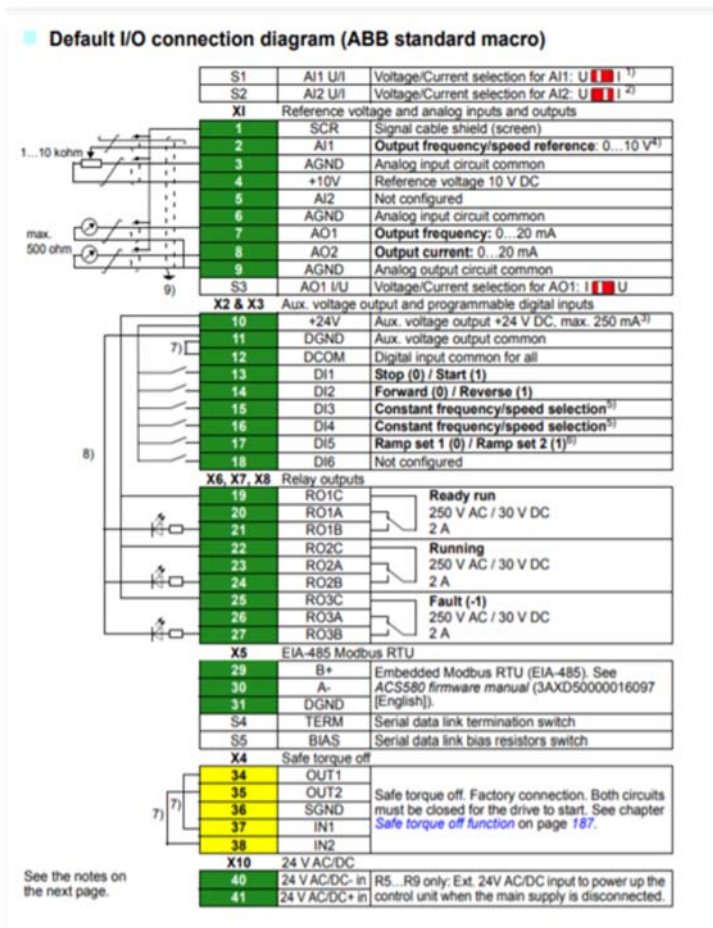 Default I/O connection diagram (ABB standard macro)
S1 AI1 U/I Voltage/Current selection for AI1: U I 1)
S2 AI2 U/I Voltage/Current selection for AI2: U I 2)
XI Reference voltage and analog inputs and outputs
1 SCR Signal cable shield (screen)
1…10 kohm
2 AI1 Output frequency/speed reference: 0…10 V4)
3 AGND Analog input circuit common
4 +10V Reference voltage 10 V DC
5 AI2 Not configured
6 AGND Analog input circuit common
max.
500 ohm
7 AO1 Output frequency: 0…20 mA
8 AO2 Output current: 0…20 mA
9 AGND Analog output circuit common
9)
S3 AO1 I/U Voltage/Current selection for AO1: I U
X2 & X3 Aux. voltage output and programmable digital inputs
10 +24V Aux. voltage output +24 V DC, max. 250 mA3)
11 DGND Aux. voltage output common
7)
12 DCOM Digital input common for all
13 DI1 Stop (0) / Start (1)
14 DI2 Forward (0) / Reverse (1)
15 DI3 Constant frequency/speed selection5)
16 DI4 Constant frequency/speed selection5)
8)
17 DI5 Ramp set 1 (0) / Ramp set 2 (1)6)
18 DI6 Not configured
X6, X7, X8 Relay outputs
19 RO1C Ready run
20 RO1A 250 V AC / 30 V DC
21 RO1B 2 A
22 RO2C Running
23 RO2A 250 V AC / 30 V DC
24 RO2B 2 A
25 RO3C Fault (-1)
26 RO3A 250 V AC / 30 V DC
27 RO3B 2 A
X5 EIA-485 Modbus RTU
29 B+ Embedded Modbus RTU (EIA-485). See
30 A- ACS580 firmware manual (3AXD50000016097
31 DGND [English]).
S4 TERM Serial data link termination switch
S5 BIAS Serial data link bias resistors switch
X4 Safe torque off
34 OUT1
35 OUT2 Safe torque off. Factory connection. Both circuits
7) 7)
36 SGND must be closed for the drive to start. See chapter
37 IN1 Safe torque off function on page 187.
38 IN2
X10 24 V AC/DC
40 24 V AC/DC- in R5…R9 only: Ext. 24V AC/DC input to power up the
41 24 V AC/DC+ in control unit when the main supply is disconnected.
See the notes on
the next page.